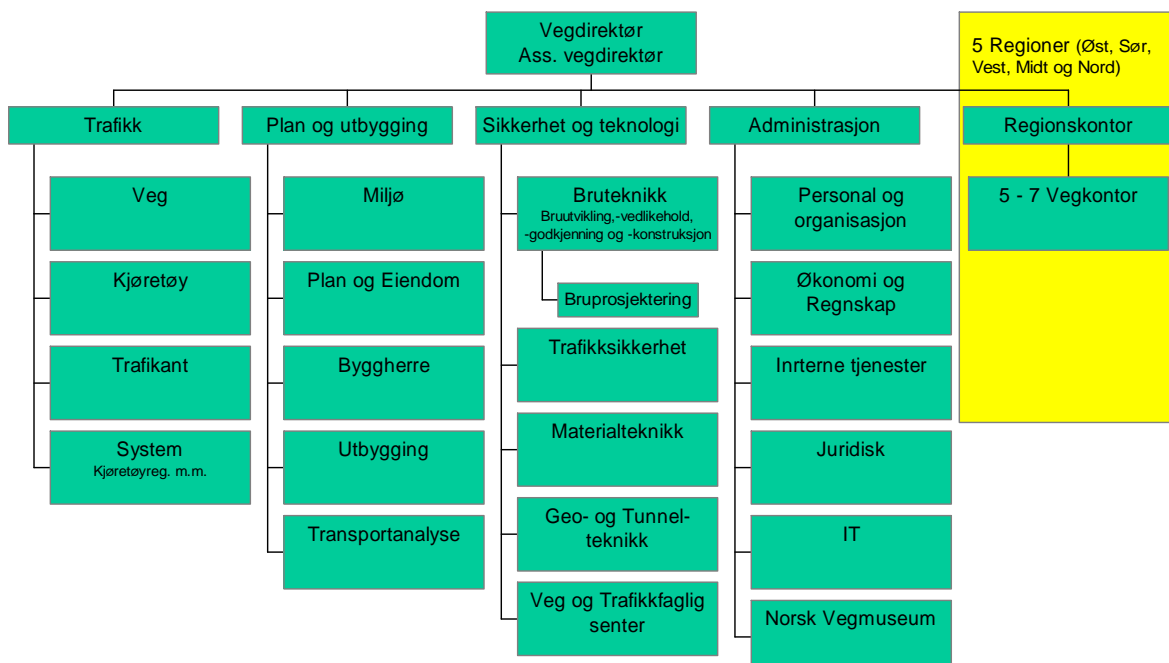 Vegdirektør
Ass. vegdirektør
5 Regioner (Øst, Sør,
Vest, Midt og Nord)
Trafikk
Plan og utbygging
Sikkerhet og teknologi
Administrasjon
Regionskontor
Veg
Kjøretøy
Trafikant
System
Kjøretøyreg. m.m.
Miljø
Plan og Eiendom
Byggherre
Utbygging
Transportanalyse
Bruteknikk
Bruutvikling,-vedlikehold,
-godkjenning og -konstruksjon
Bruprosjektering
Trafikksikkerhet
Materialteknikk
Geo- og Tunnel-
teknikk
Veg og Trafikkfaglig
senter
Personal og
organisasjon
Økonomi og
Regnskap
Inrterne tjenester
Juridisk
IT
Norsk Vegmuseum
5 - 7 Vegkontor